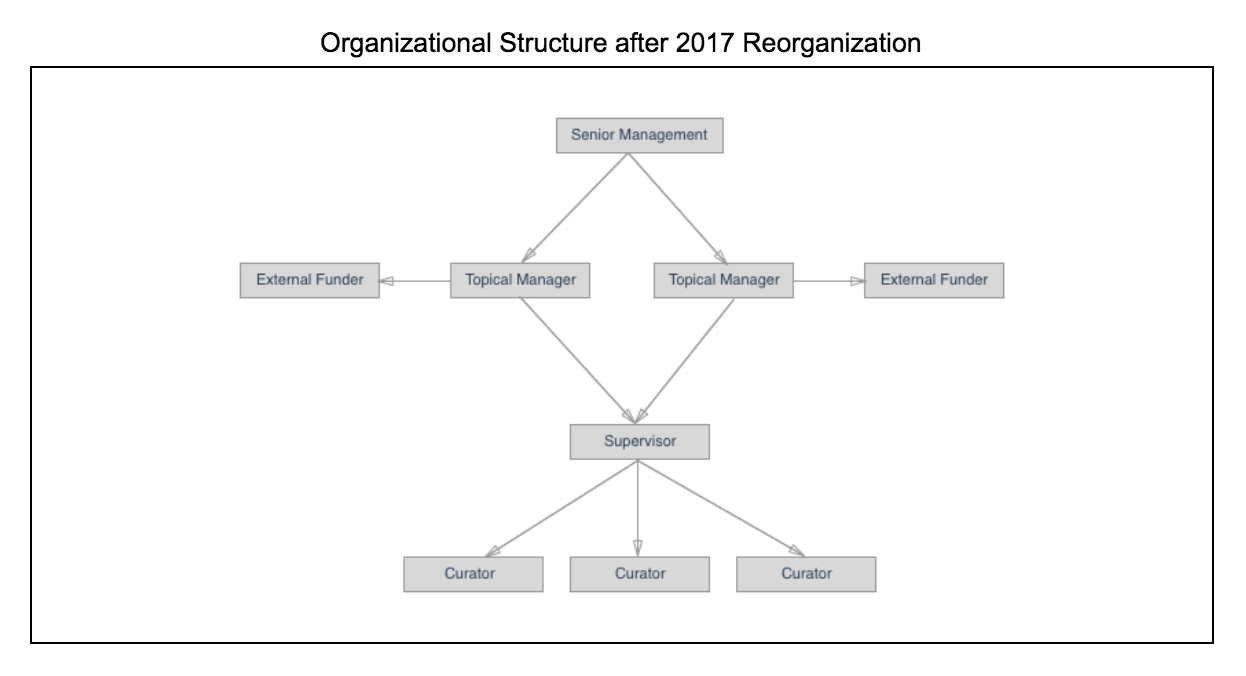 Organizational Structure after 2017 Reorganization
Senior Management
External Funder
Topical Manager
Topical Manager
External Funder
Supervisor
Curator
Curator
Curator